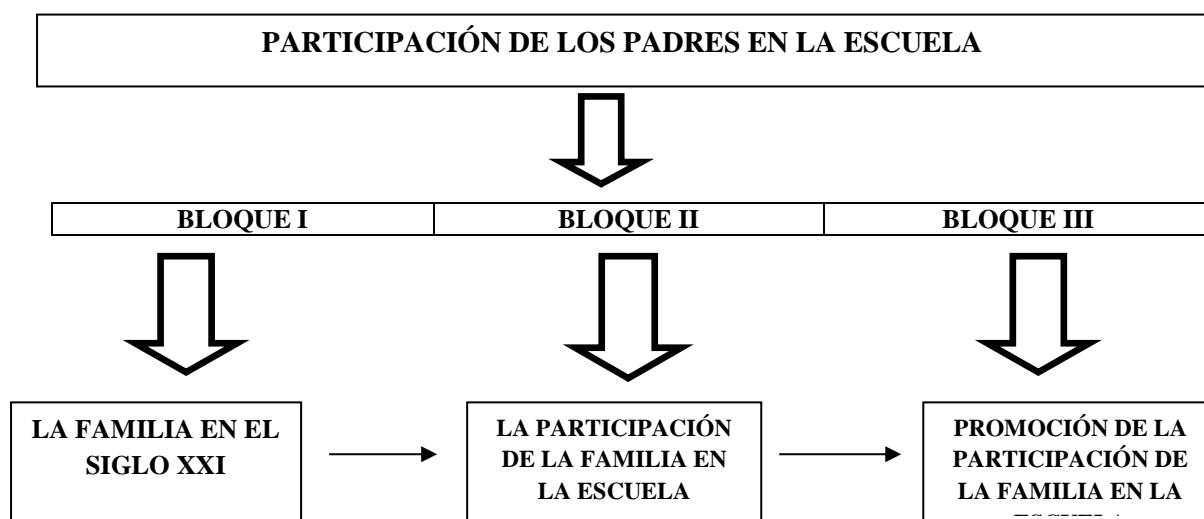 PARTICIPACIÓN DE LOS PADRES EN LA ESCUELA
BLOQUE I BLOQUE II BLOQUE III
LA FAMILIA EN EL
SIGLO XXI
LA PARTICIPACIÓN
DE LA FAMILIA EN
LA ESCUELA
PROMOCIÓN DE LA
PARTICIPACIÓN DE
LA FAMILIA EN LA